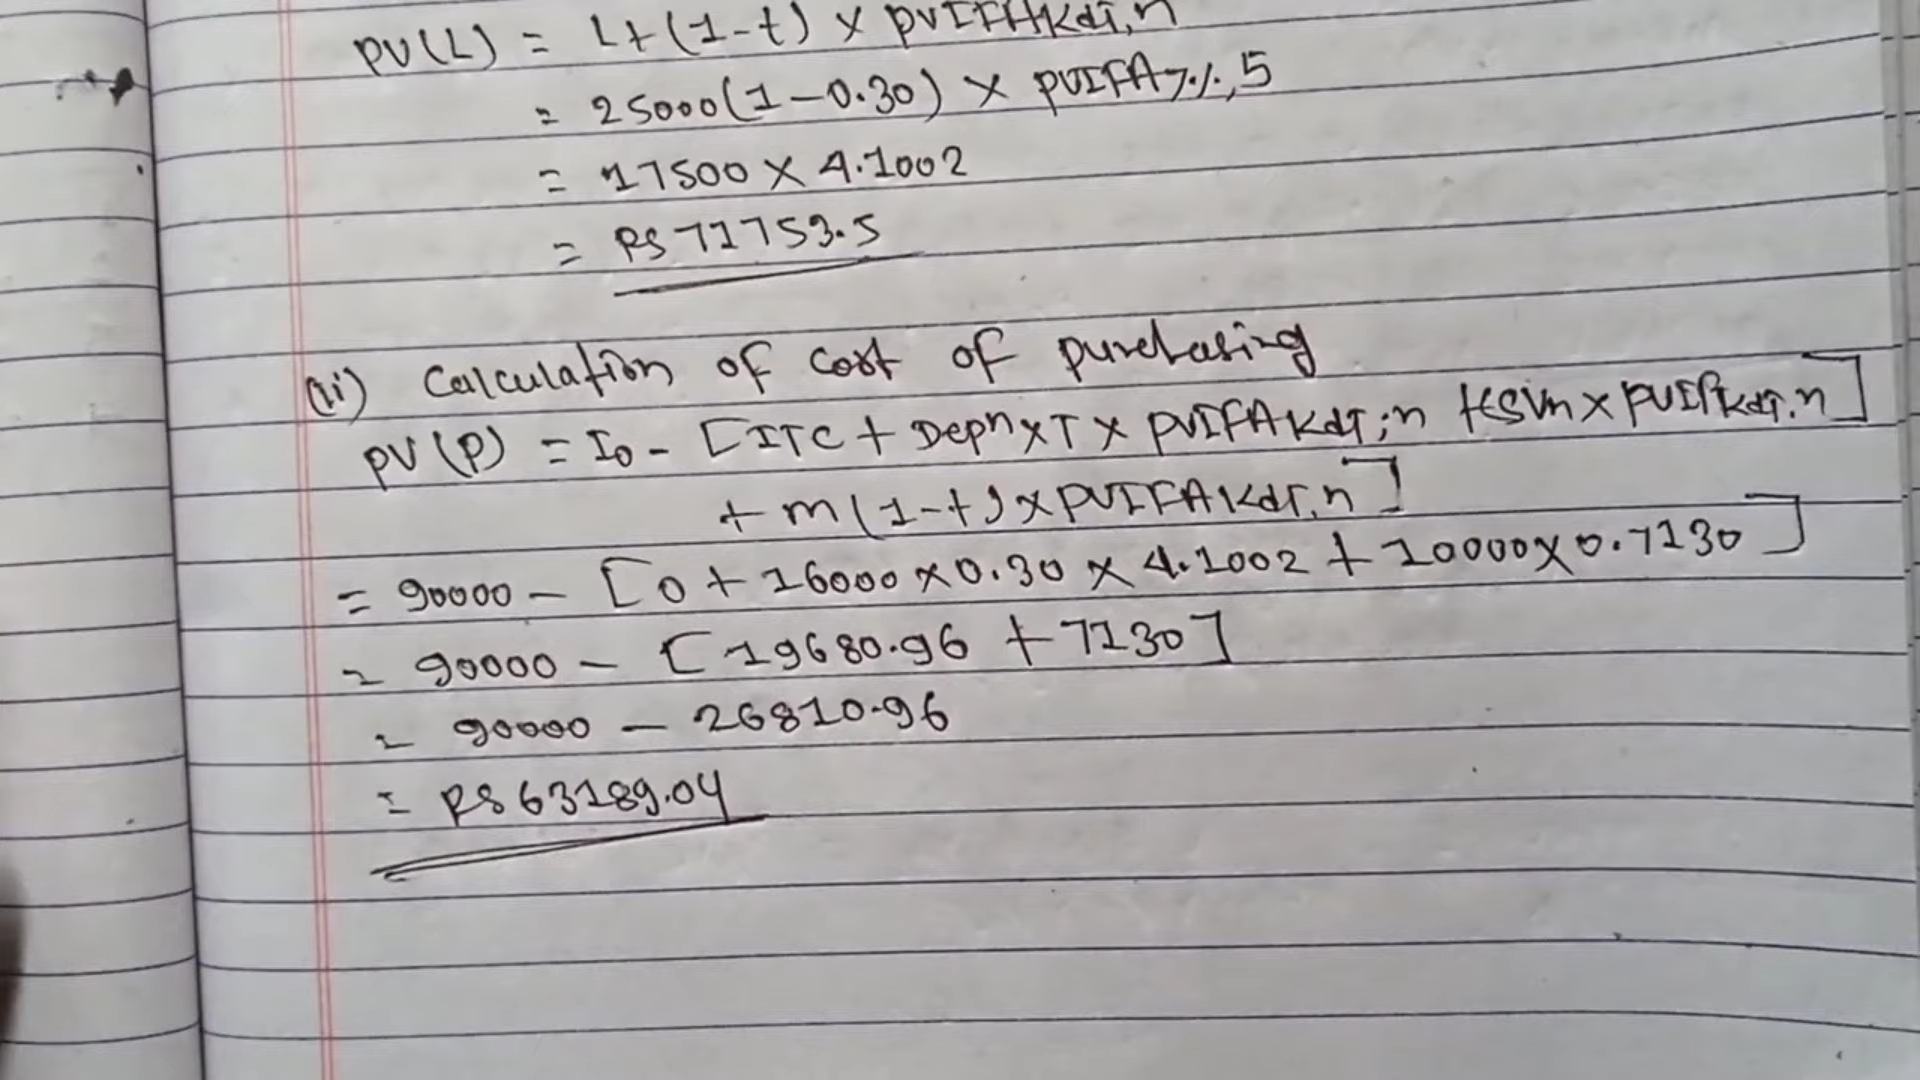 PV(L) = Lt(1-t) x PVIFAKdT,n
= 25000(1-0.30) x PVIFA7%,5
= 17500 X 4.1002
= RS 71753.5
(ii) Calculation of cost of purchasing
PV(P) = I0 - [ITC + Depn x T x PVIFAKdT,n + CSVn x PVIFKdT,n]
+ m(1-t) x PVIFAKdT,n]
= 90000 - [0 + 16000 x 0.30 x 4.1002 + 10000 x 0.7130]
= 90000 - [19680.96 + 7130]
= 90000 - 26810.96
= RS 63189.04